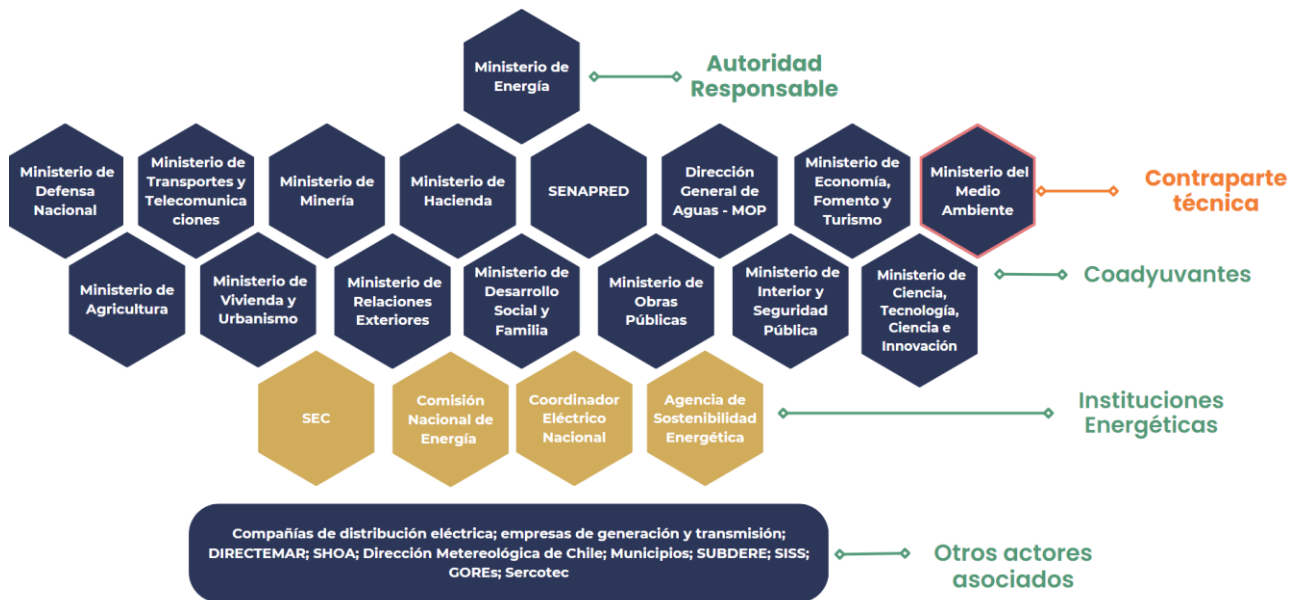 Ministerio de
Energía
Autoridad
Responsable
Ministerio de
Defensa
Nacional
Ministerio de
Transportes y
Telecomunica
ciones
Ministerio de
Minería
Ministerio de
Hacienda
SENAPRED
Dirección
General de
Aguas - MOP
Ministerio de
Economía,
Fomento y
Turismo
Ministerio del
Medio
Ambiente
Contraparte
técnica
Ministerio de
Agricultura
Ministerio de
Vivienda y
Urbanismo
Ministerio de
Relaciones
Exteriores
Ministerio de
Desarrollo
Social y
Familia
Ministerio de
Obras
Públicas
Ministerio de
Interior y
Seguridad
Pública
Ministerio de
Ciencia,
Tecnología,
Ciencia e
Innovación
Coadyuvantes
SEC
Comisión
Nacional de
Energía
Coordinador
Eléctrico
Nacional
Agencia de
Sostenibilidad
Energética
Instituciones
Energéticas
Compañías de distribución eléctrica; empresas de generación y transmisión;
DIRECTEMAR; SHOA; Dirección Metereológica de Chile; Municipios; SUBDERE; SISS;
GOREs; Sercotec
Otros actores
asociados